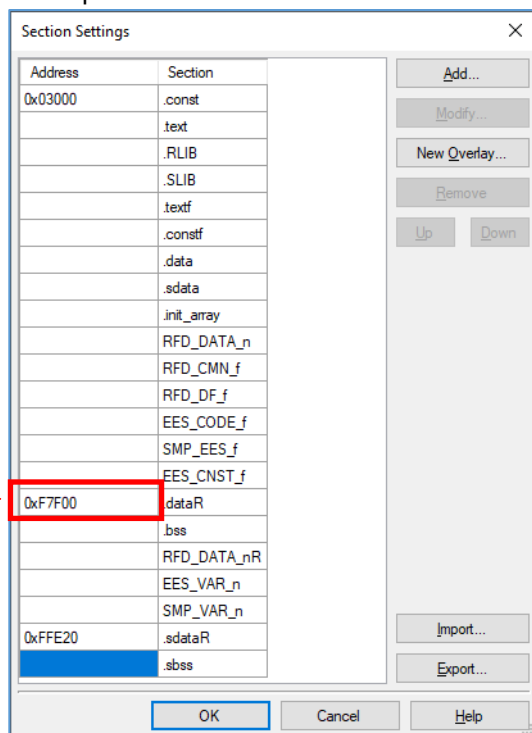 Section Settings
Address Section
0x03000 .const
.text
.RLIB
.SLIB
.textf
.constf
.data
.sdata
.init_array
RFD_DATA_n
RFD_CMN_f
RFD_DF_f
EES_CODE_f
SMP_EES_f
EES_CNST_f
0xF7F00 .dataR
.bss
RFD_DATA_nR
EES_VAR_n
SMP_VAR_n
0xFFE20 .sdataR
.sbss
Add...
Modify...
New Overlay...
Remove
Up Down
Import...
Export...
OK Cancel Help